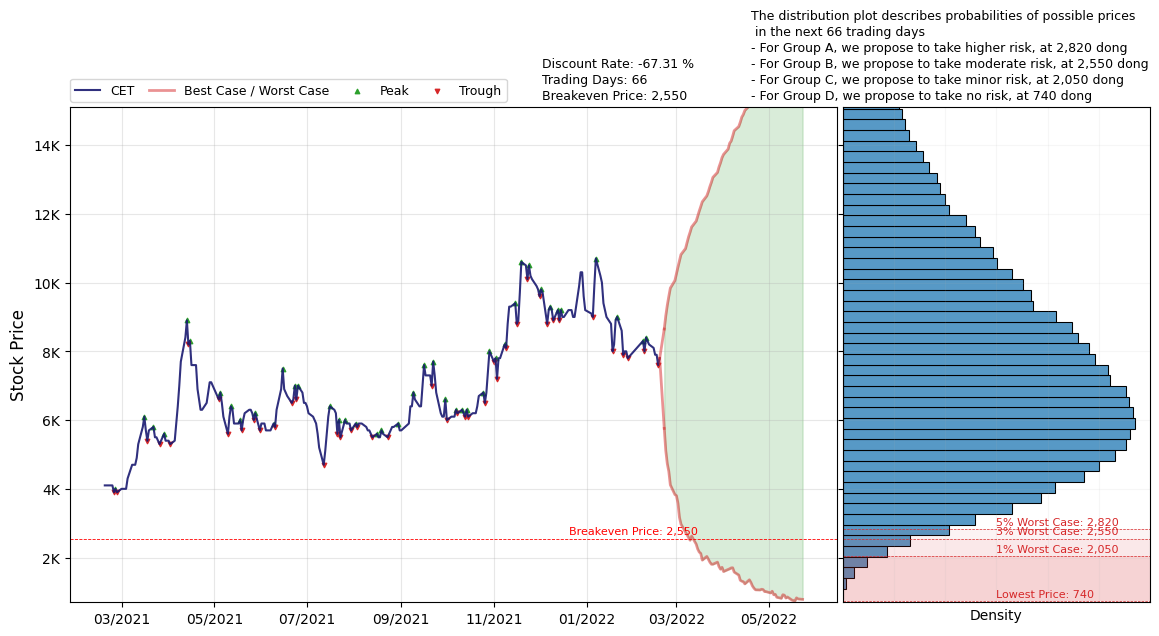 The distribution plot describes probabilities of possible prices
in the next 66 trading days
- For Group A, we propose to take higher risk, at 2,820 dong
- For Group B, we propose to take moderate risk, at 2,550 dong
- For Group C, we propose to take minor risk, at 2,050 dong
- For Group D, we propose to take no risk, at 740 dong
Discount Rate: -67.31 %
Trading Days: 66
Breakeven Price: 2,550
CET Best Case / Worst Case Peak Trough
Stock Price
14K
12K
10K
8K
6K
4K
2K
Breakeven Price: 2,550
5% Worst Case: 2,820
3% Worst Case: 2,550
1% Worst Case: 2,050
Lowest Price: 740
03/2021 05/2021 07/2021 09/2021 11/2021 01/2022 03/2022 05/2022
Density